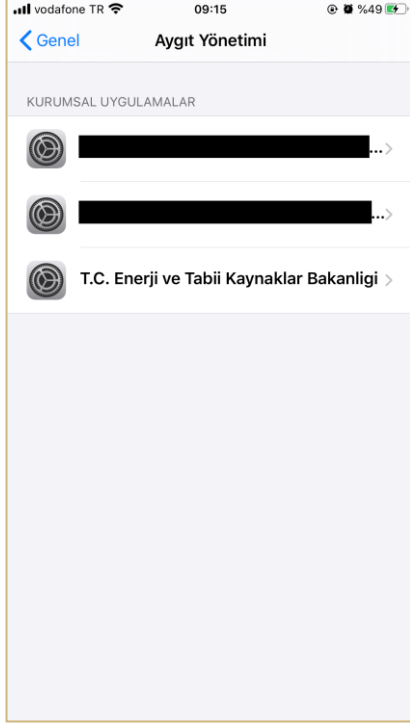 vodafone TR 09:15 %49
Genel Aygıt Yönetimi
KURUMSAL UYGULAMALAR
...
...
T.C. Enerji ve Tabii Kaynaklar Bakanligi